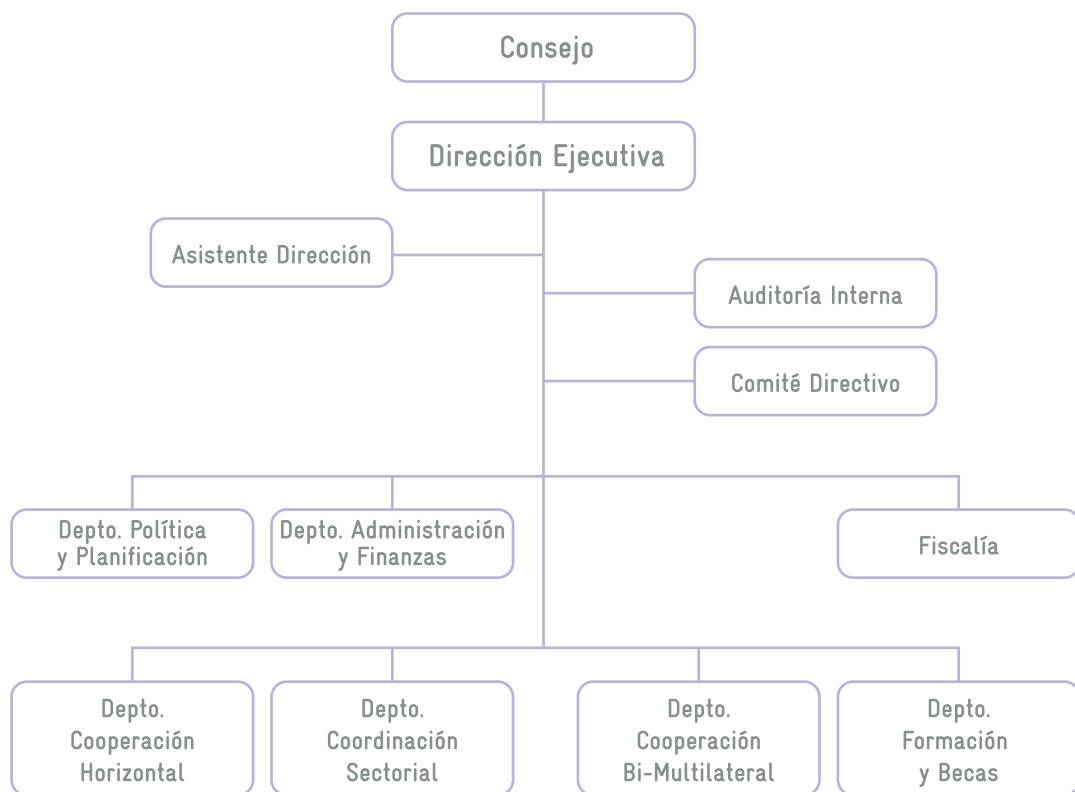 Consejo
Dirección Ejecutiva
Asistente Dirección
Auditoría Interna
Comité Directivo
Depto. Política
y Planificación
Depto. Administración
y Finanzas
Fiscalía
Depto.
Cooperación
Horizontal
Depto.
Coordinación
Sectorial
Depto.
Cooperación
Bi-Multilateral
Depto.
Formación
y Becas